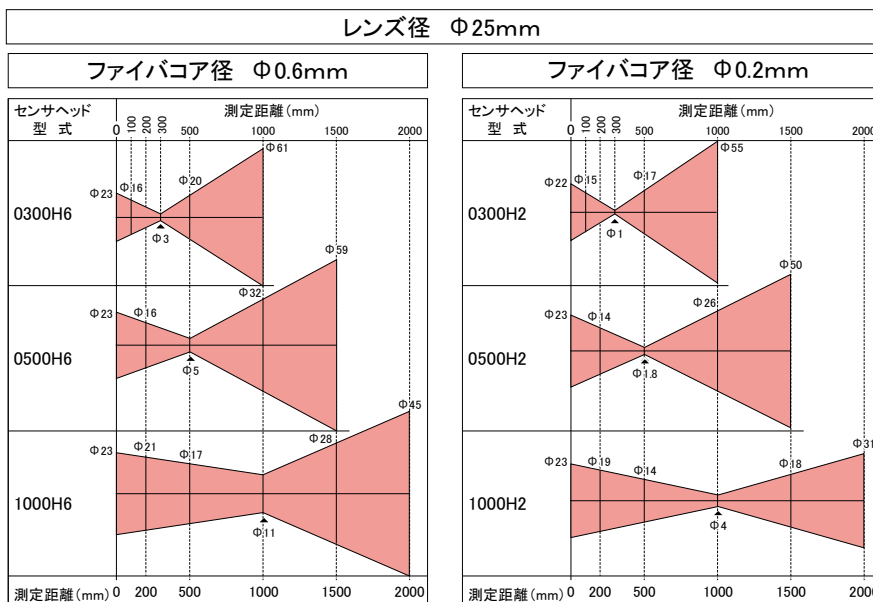 レンズ径 Φ25mm
ファイバコア径 Φ0.6mm
センサヘッド 測定距離(mm)
型 式 0 100 200 300 500 1000 1500 2000
0300H6 Φ23 Φ16 Φ3 Φ20 Φ61
0500H6 Φ23 Φ16 Φ5 Φ32 Φ59
1000H6 Φ23 Φ21 Φ17 Φ11 Φ28 Φ45
測定距離(mm) 0 200 500 1000 1500 2000
ファイバコア径 Φ0.2mm
センサヘッド 測定距離(mm)
型 式 0 100 200 300 500 1000 1500 2000
0300H2 Φ22 Φ15 Φ1 Φ17 Φ55
0500H2 Φ23 Φ14 Φ1.8 Φ26 Φ50
1000H2 Φ23 Φ19 Φ14 Φ4 Φ18 Φ31
測定距離(mm) 0 200 500 1000 1500 2000